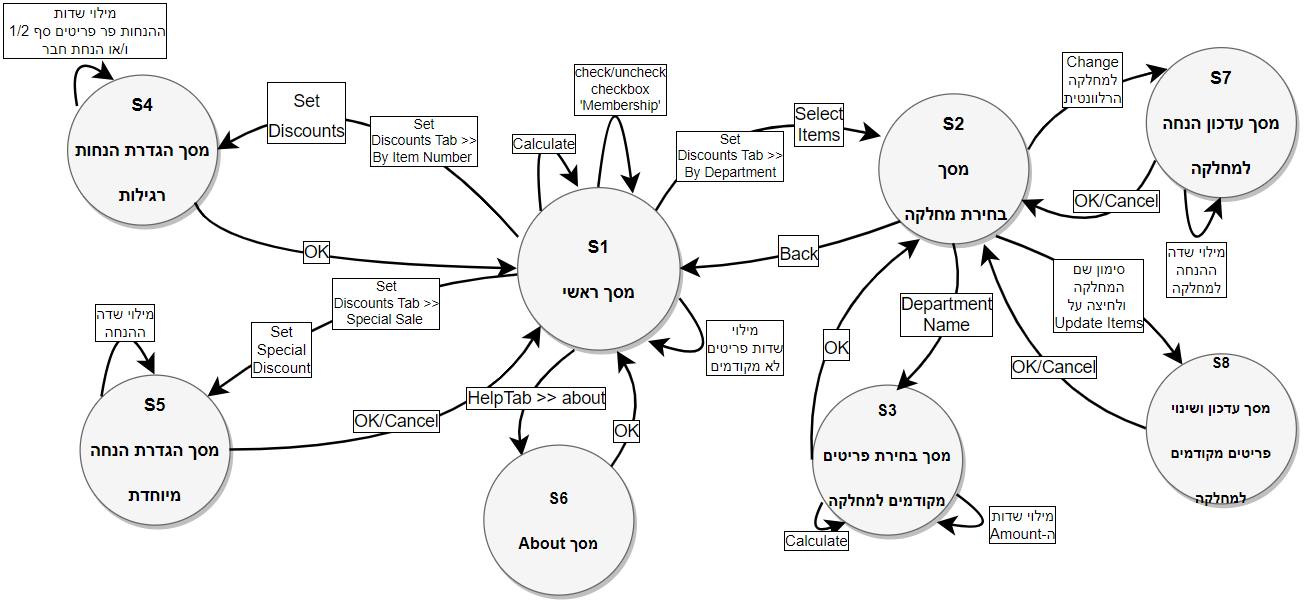 מילוי שדות
ההנחות פר פריטים סף 1/2
ו/או הנחת חבר
S4
מסך הגדרת הנחות
רגילות
Set
Discounts
Set
Discounts Tab >>
By Item Number
Calculate
check/uncheck
checkbox
'Membership'
Set
Discounts Tab >>
By Department
Select
Items
S2
מסך
בחירת מחלקה
Change
למחלקה
הרלוונטית
S7
מסך עדכון הנחה
למחלקה
OK/Cancel
מילוי שדה
ההנחה
למחלקה
OK
S1
מסך ראשי
Back
Set
Discounts Tab >>
Special Sale
Set
Special
Discount
מילוי שדה
ההנחה
S5
מסך הגדרת הנחה
מיוחדת
OK/Cancel
HelpTab >> about
OK
S6
מסך About
מילוי
שדות פריטים
לא מקודמים
OK
Department
Name
סימון שם
המחלקה
ולחיצה על
Update Items
OK/Cancel
S8
מסך עדכון ושינוי
פריטים מקודמים
למחלקה
S3
מסך בחירת פריטים
מקודמים למחלקה
Calculate
מילוי שדות
ה-Amount